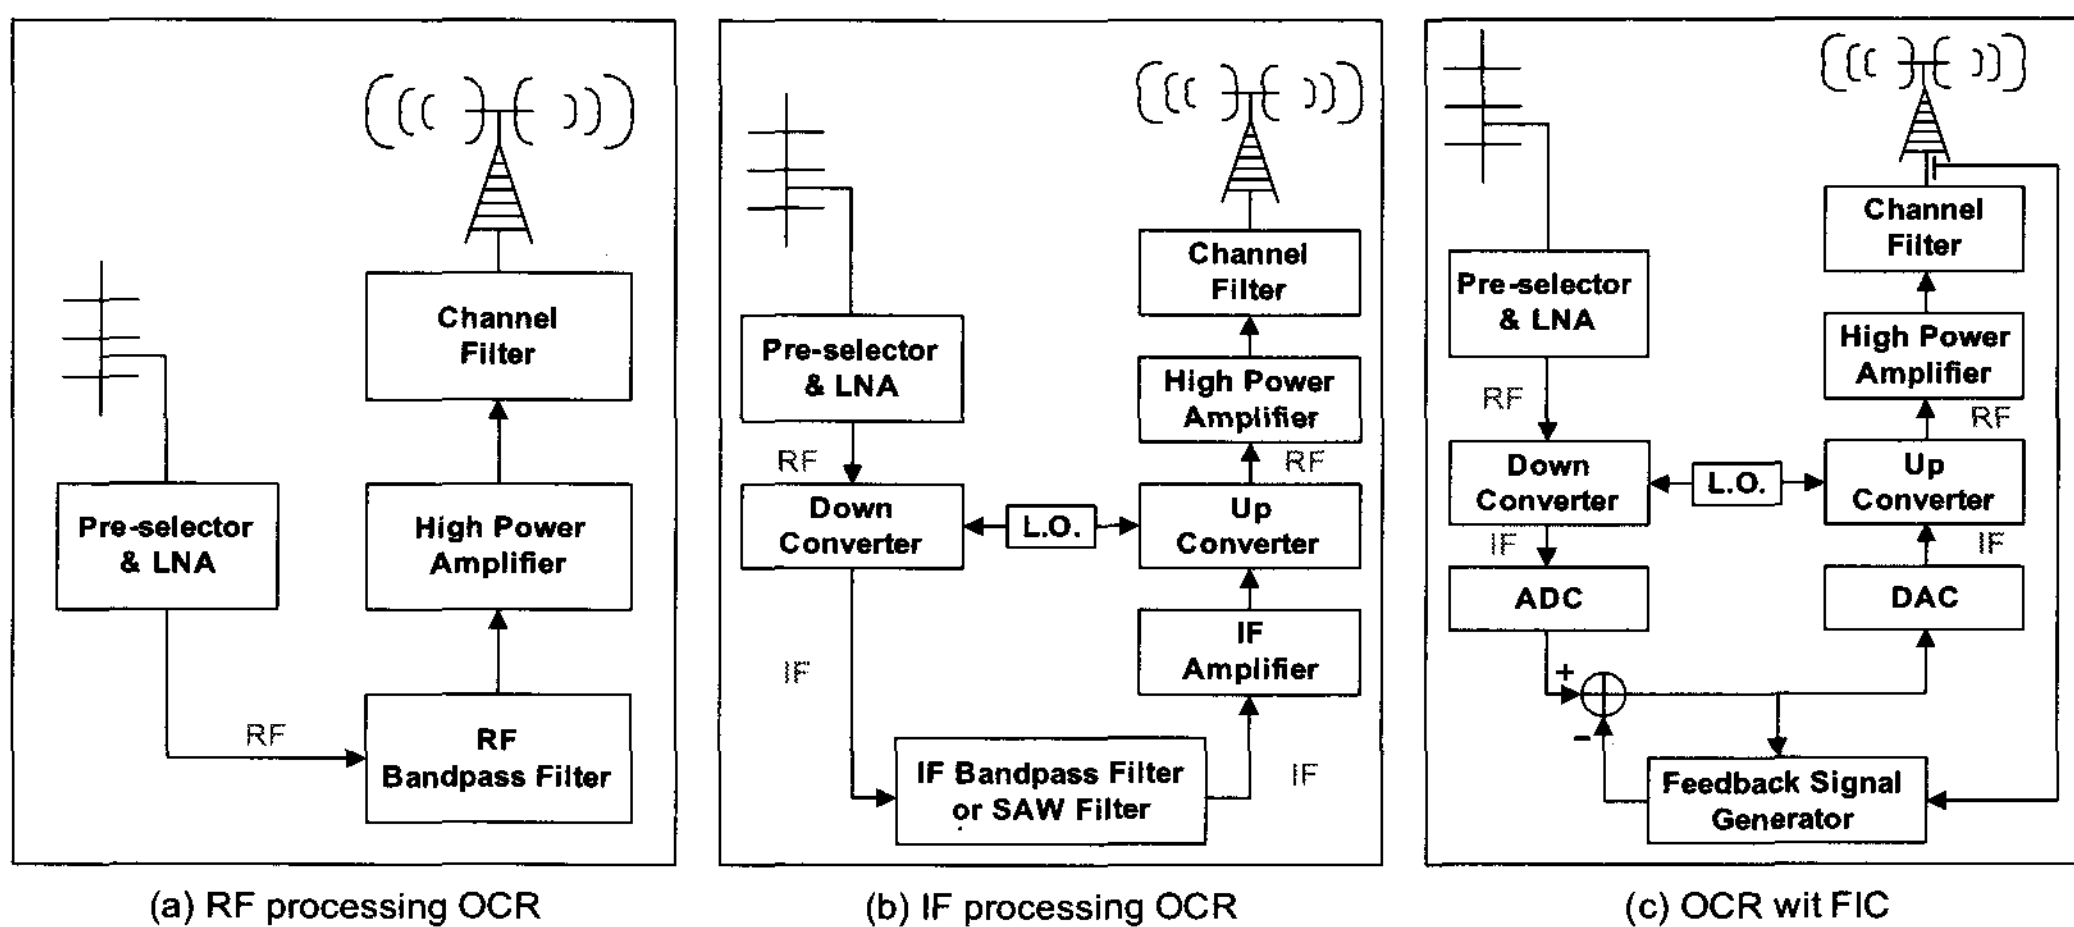 Channel
Filter
Pre-selector
& LNA
High Power
Amplifier
RF
RF
Bandpass Filter
(a) RF processing OCR
Channel
Filter
Pre-selector
& LNA
High Power
Amplifier
RF
RF
Down
Converter
L.O.
Up
Converter
IF
IF
Amplifier
IF Bandpass Filter
or SAW Filter
IF
(b) IF processing OCR
Channel
Filter
Pre-selector
& LNA
High Power
Amplifier
RF
RF
Down
Converter
L.O.
Up
Converter
IF
IF
ADC
DAC
+
−
Feedback Signal
Generator
(c) OCR wit FIC